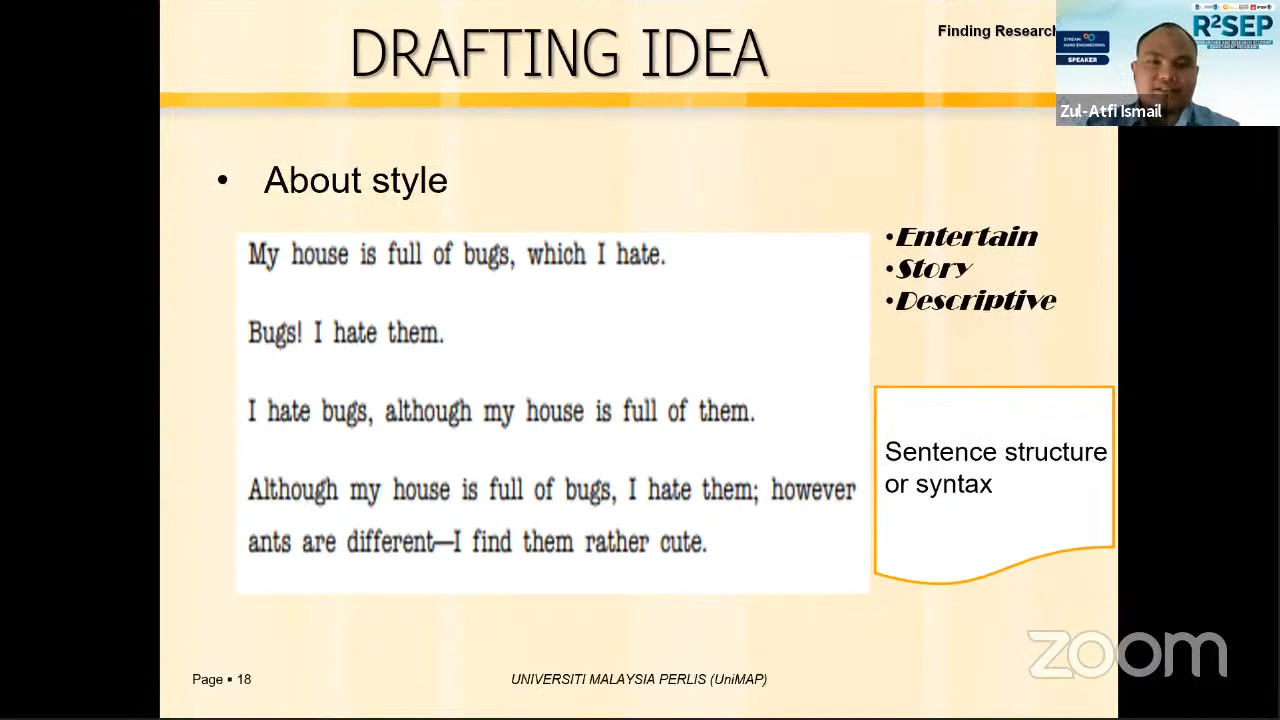 DRAFTING IDEA
Finding Research
R²SEP
STREAM
HARD ENGINEERING
SPEAKER
Zul-Atfi Ismail
• About style
My house is full of bugs, which I hate.
Bugs! I hate them.
I hate bugs, although my house is full of them.
Although my house is full of bugs, I hate them; however
ants are different—I find them rather cute.
•Entertain
•Story
•Descriptive
Sentence structure
or syntax
Page ▪ 18
UNIVERSITI MALAYSIA PERLIS (UniMAP)
zoom